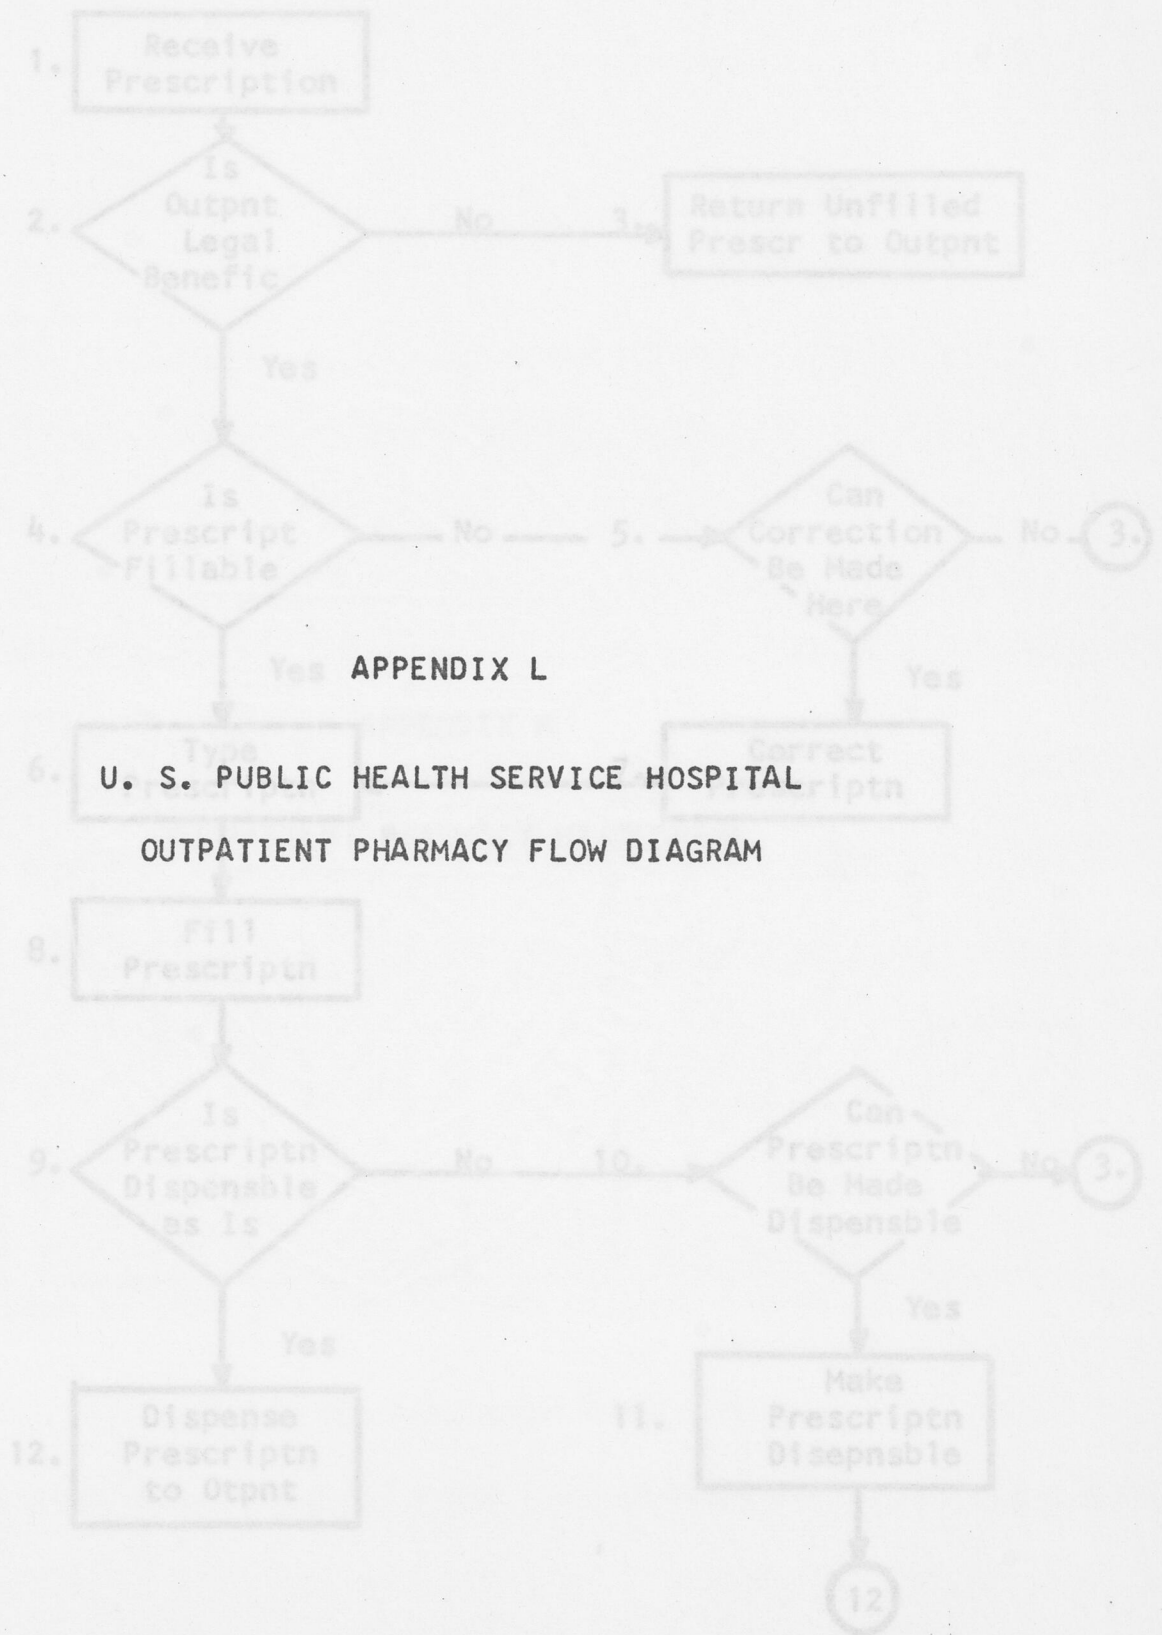 1.
Receive
Prescription
2.
Is
Outpnt
Legal
Benefic
No
3.
Return Unfilled
Prescr to Outpnt
Yes
4.
Is
Prescript
Fillable
No
5.
Can
Correction
Be Made
Here
No
3.
Yes
APPENDIX L
Yes
6.
Type
Prescriptn
7.
Correct
Prescriptn
U. S. PUBLIC HEALTH SERVICE HOSPITAL
OUTPATIENT PHARMACY FLOW DIAGRAM
8.
Fill
Prescriptn
9.
Is
Prescriptn
Dispensble
as Is
No
10.
Can
Prescriptn
Be Made
Dispensble
No
3.
Yes
Yes
12.
Dispense
Prescriptn
to Otpnt
11.
Make
Prescriptn
Disepnsble
12